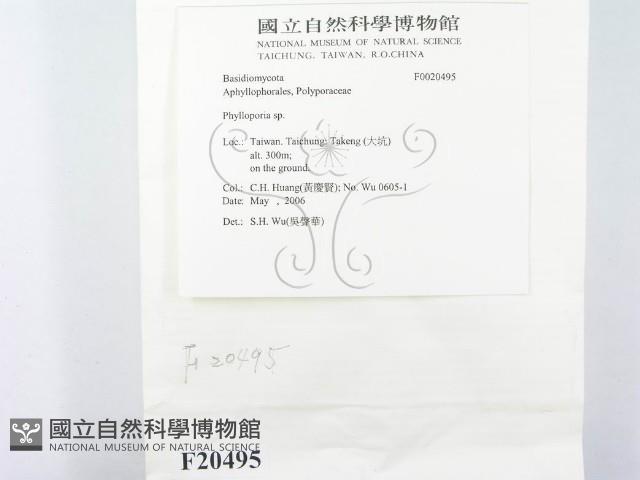 國立自然科學博物館
NATIONAL MUSEUM OF NATURAL SCIENCE
TAICHUNG, TAIWAN, R.O.CHINA
Basidiomycota F0020495
Aphyllophorales, Polyporaceae
Phylloporia sp.
Loc.: Taiwan. Taichung: Takeng (大坑)
alt. 300m;
on the ground.
Col.: C.H. Huang(黃慶賢); No. Wu 0605-1
Date: May , 2006
Det.: S.H. Wu(吳聲華)
F 20495
國立自然科學博物館
NATIONAL MUSEUM OF NATURAL SCIENCE
F20495